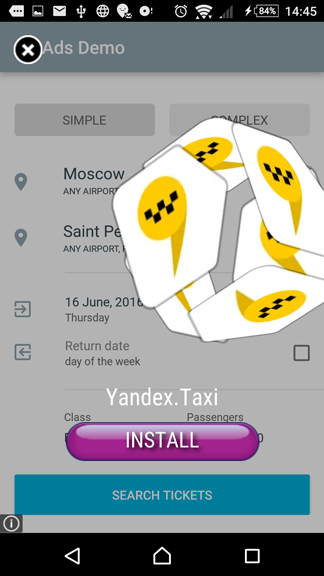 84% 14:45
Ads Demo
SIMPLE COMPLEX
Moscow
ANY AIRPORT
Saint Pe
ANY AIRPORT,
16 June, 2016
Thursday
Return date
day of the week
Yandex.Taxi
Class Passengers
INSTALL
SEARCH TICKETS